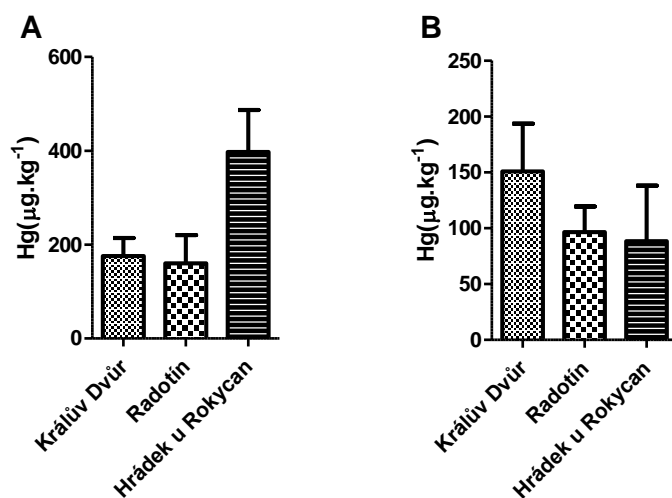 A
Hg(µg.kg-1)
600
400
200
0
Králův Dvůr
Radotín
Hrádek u Rokycan
B
Hg(µg.kg-1)
250
200
150
100
50
0
Králův Dvůr
Radotín
Hrádek u Rokycan